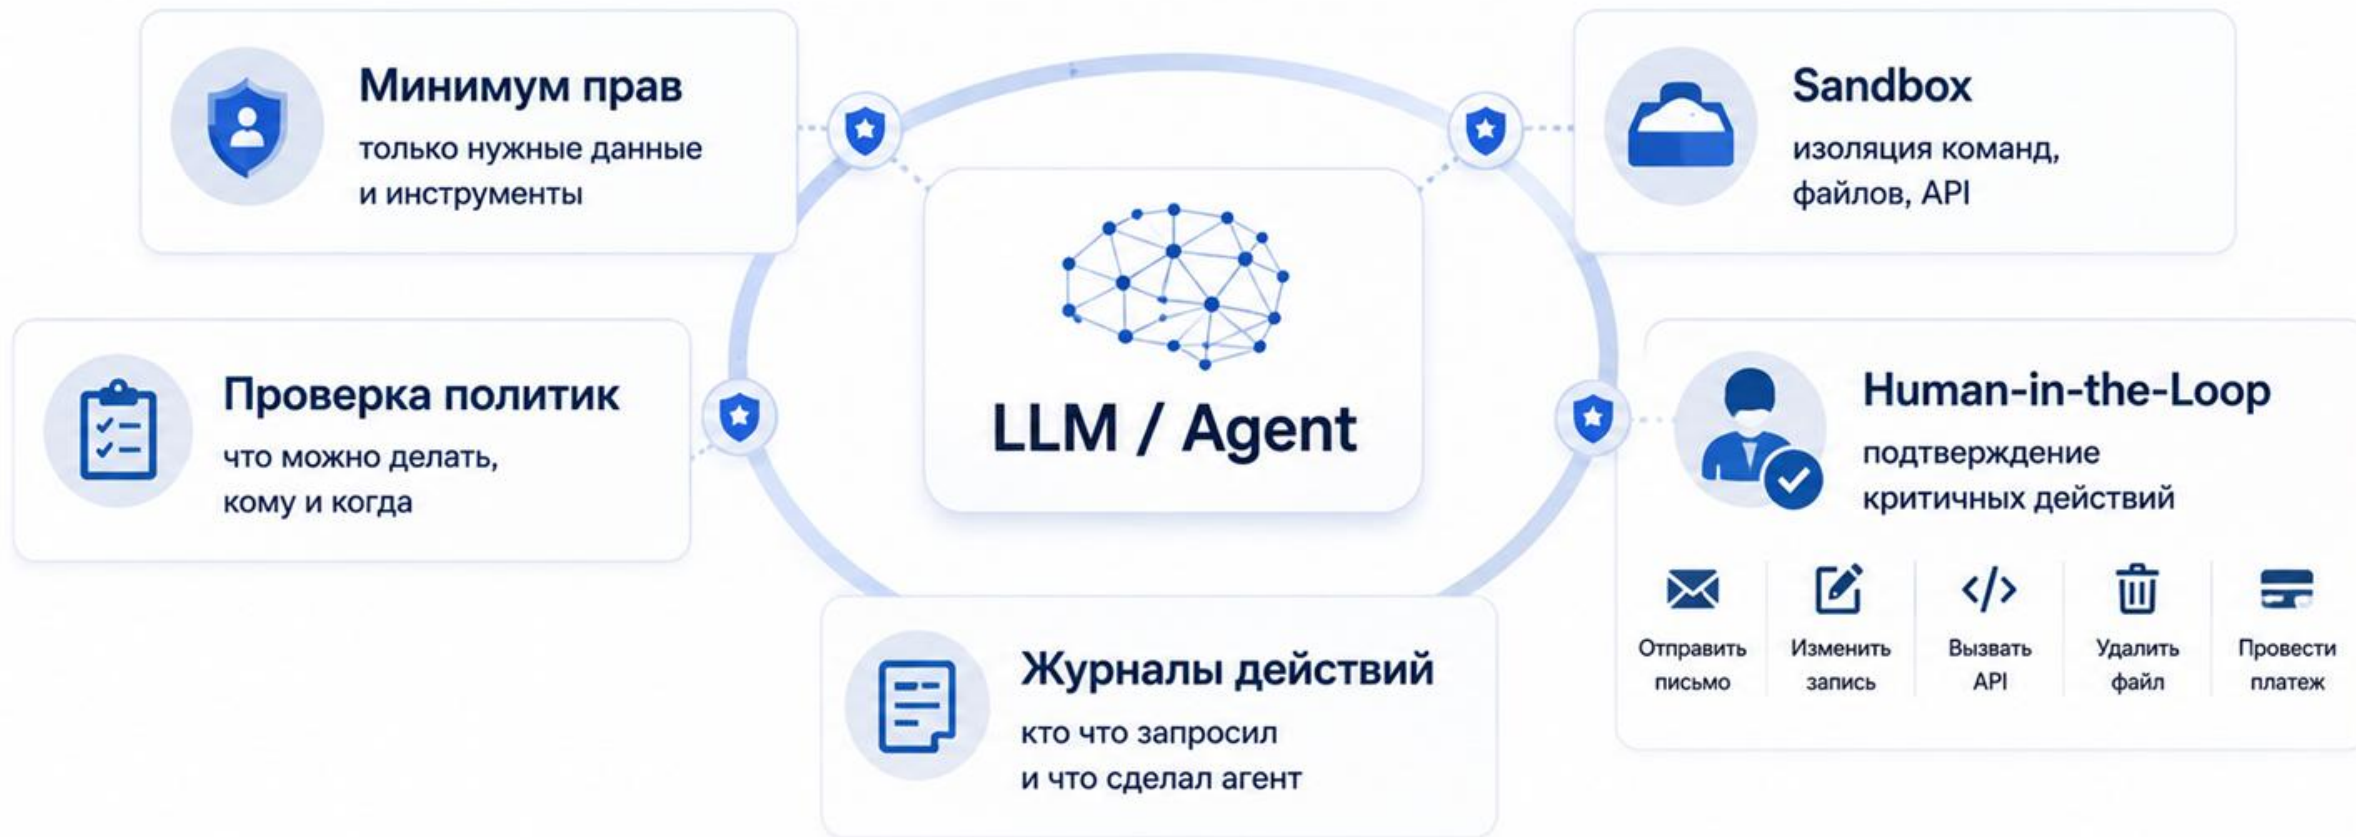 Минимум прав
только нужные данные
и инструменты
Sandbox
изоляция команд,
файлов, API
LLM / Agent
Проверка политик
что можно делать,
кому и когда
Human-in-the-Loop
подтверждение
критичных действий
Отправить
письмо
Изменить
запись
Вызвать
API
Удалить
файл
Провести
платеж
Журналы действий
кто что запросил
и что сделал агент